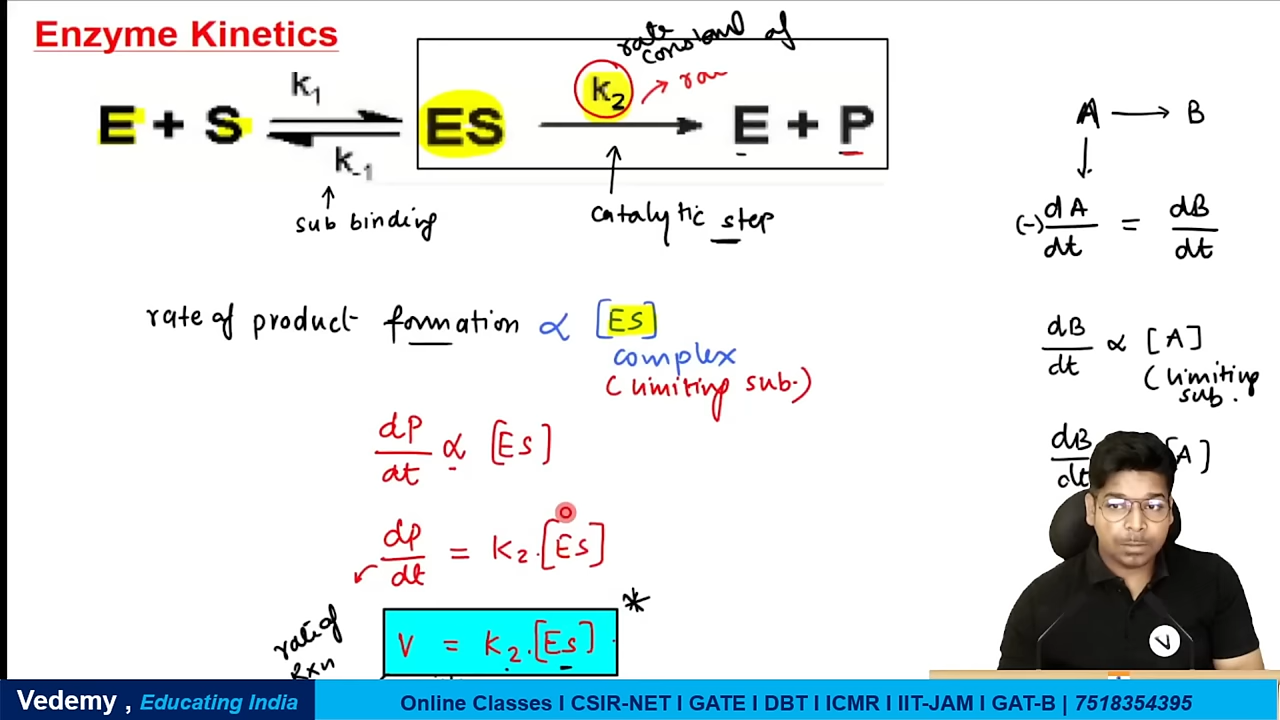 Enzyme Kinetics
rate constant of
k1
k2
E + S
ES
E + P
k-1
sub binding
catalytic step
A → B
(-) dA/dt = dB/dt
rate of product formation ∝ [ES]
complex
(limiting sub.)
dB/dt ∝ [A]
(limiting
sub.
dP/dt ∝ [ES]
dB
dt
A]
dP/dt = K2.[ES]
rate of
Rxn
V = K2.[ES]
*
V
Vedemy , Educating India
Online Classes I CSIR-NET I GATE I DBT I ICMR I IIT-JAM I GAT-B | 7518354395